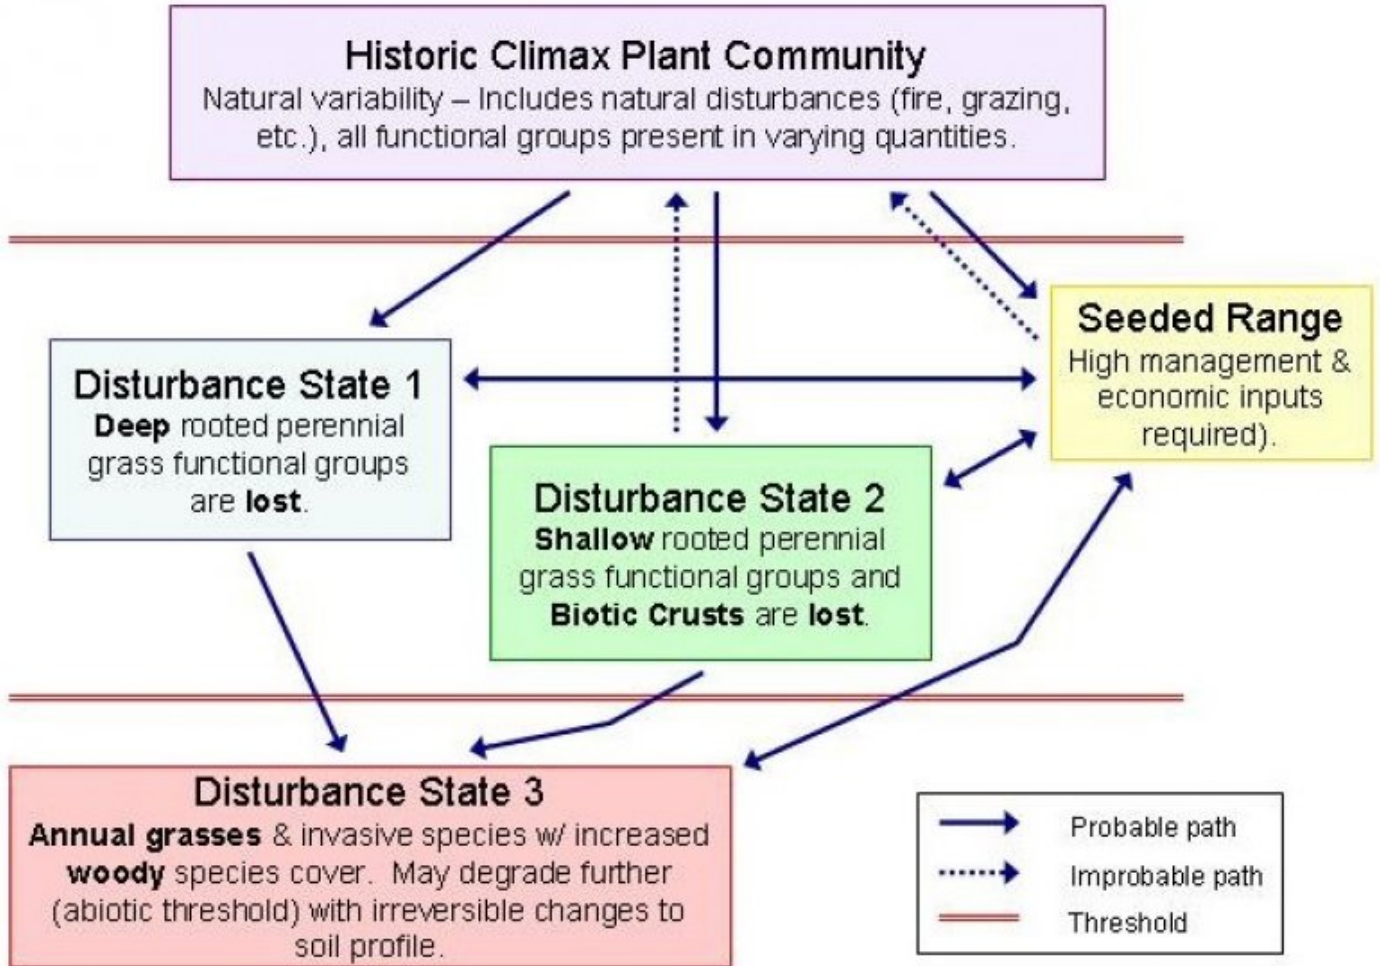 Historic Climax Plant Community
Natural variability – Includes natural disturbances (fire, grazing,
etc.), all functional groups present in varying quantities.
Seeded Range
High management &
economic inputs
required).
Disturbance State 1
Deep rooted perennial
grass functional groups
are lost.
Disturbance State 2
Shallow rooted perennial
grass functional groups and
Biotic Crusts are lost.
Disturbance State 3
Annual grasses & invasive species w/ increased
woody species cover. May degrade further
(abiotic threshold) with irreversible changes to
soil profile.
Probable path
Improbable path
Threshold